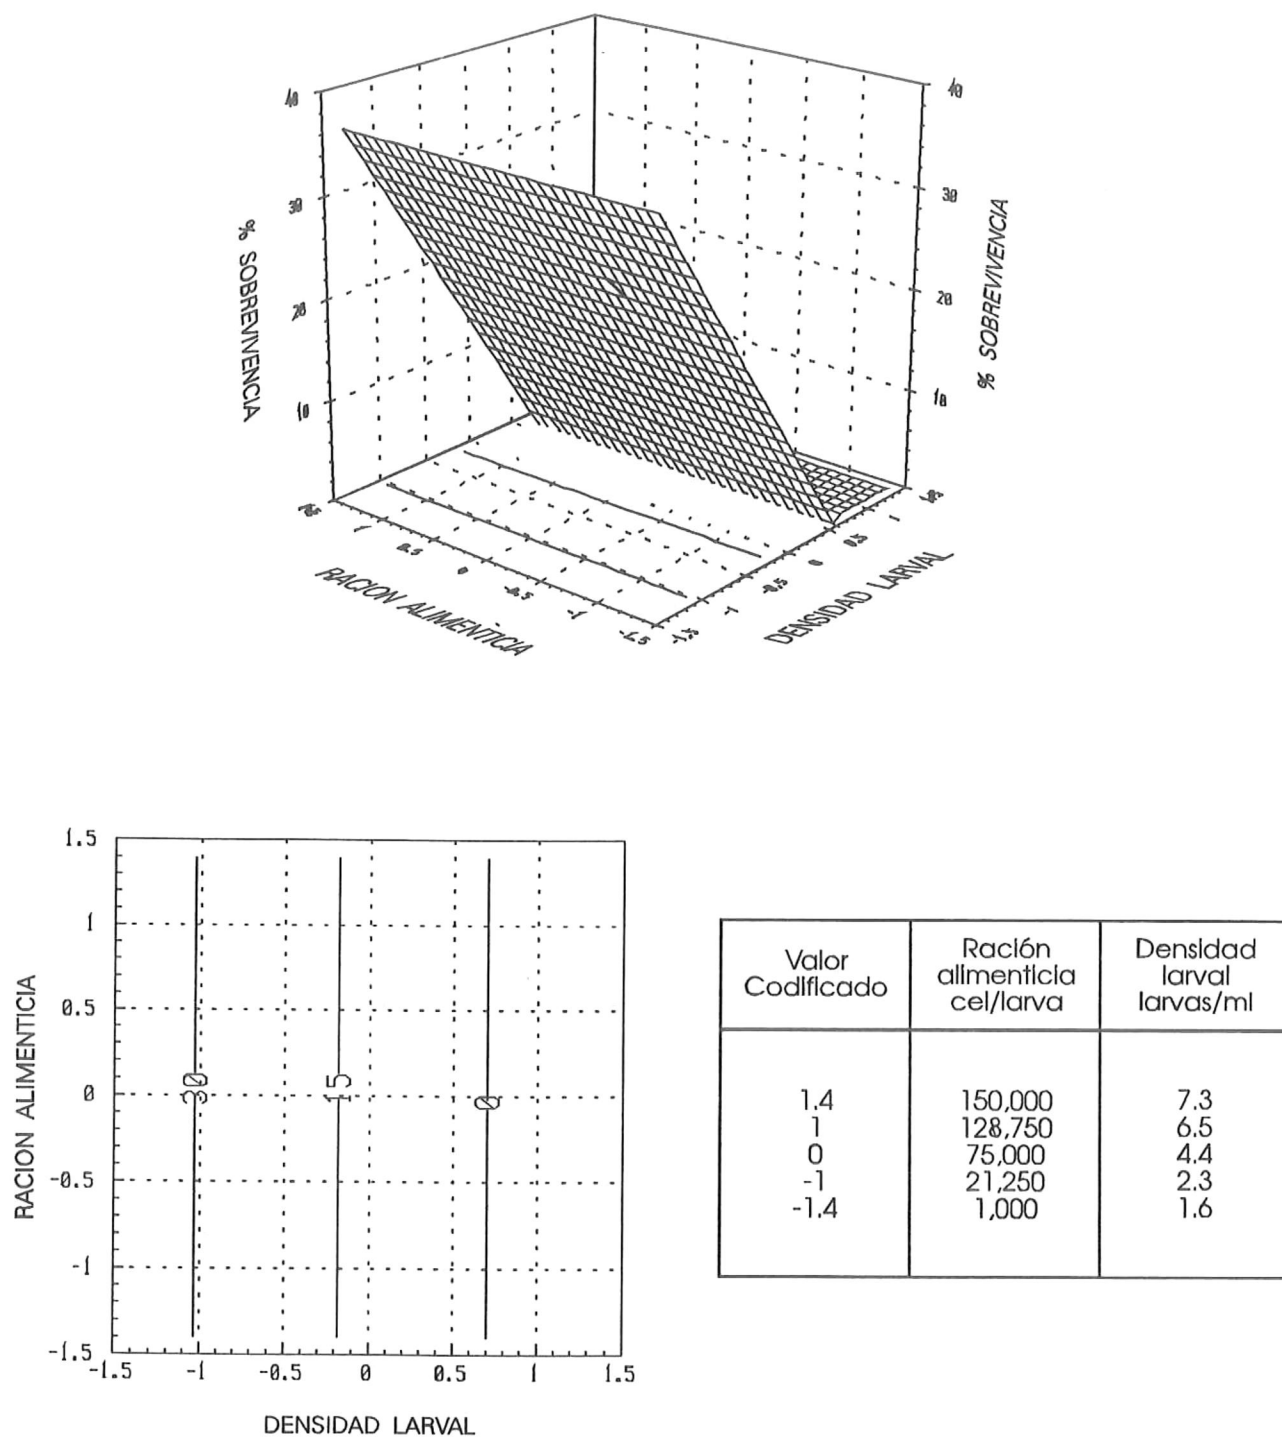 40
40
30
30
20
20
10
10
% SOBREVIVENCIA
% SOBREVIVENCIA
1
0.5
0
-0.5
-1
-1.5
-1.5
-1
-0.5
0
0.5
1
RACION ALIMENTICIA
DENSIDAD LARVAL
1.5
1
0.5
0
-0.5
-1
-1.5
RACION ALIMENTICIA
30
15
0
-1.5 -1 -0.5 0 0.5 1 1.5
DENSIDAD LARVAL
Valor Codificado
Ración alimenticia cel/larva
Densidad larval larvas/ml
1.4 150,000 7.3
1 128,750 6.5
0 75,000 4.4
-1 21,250 2.3
-1.4 1,000 1.6